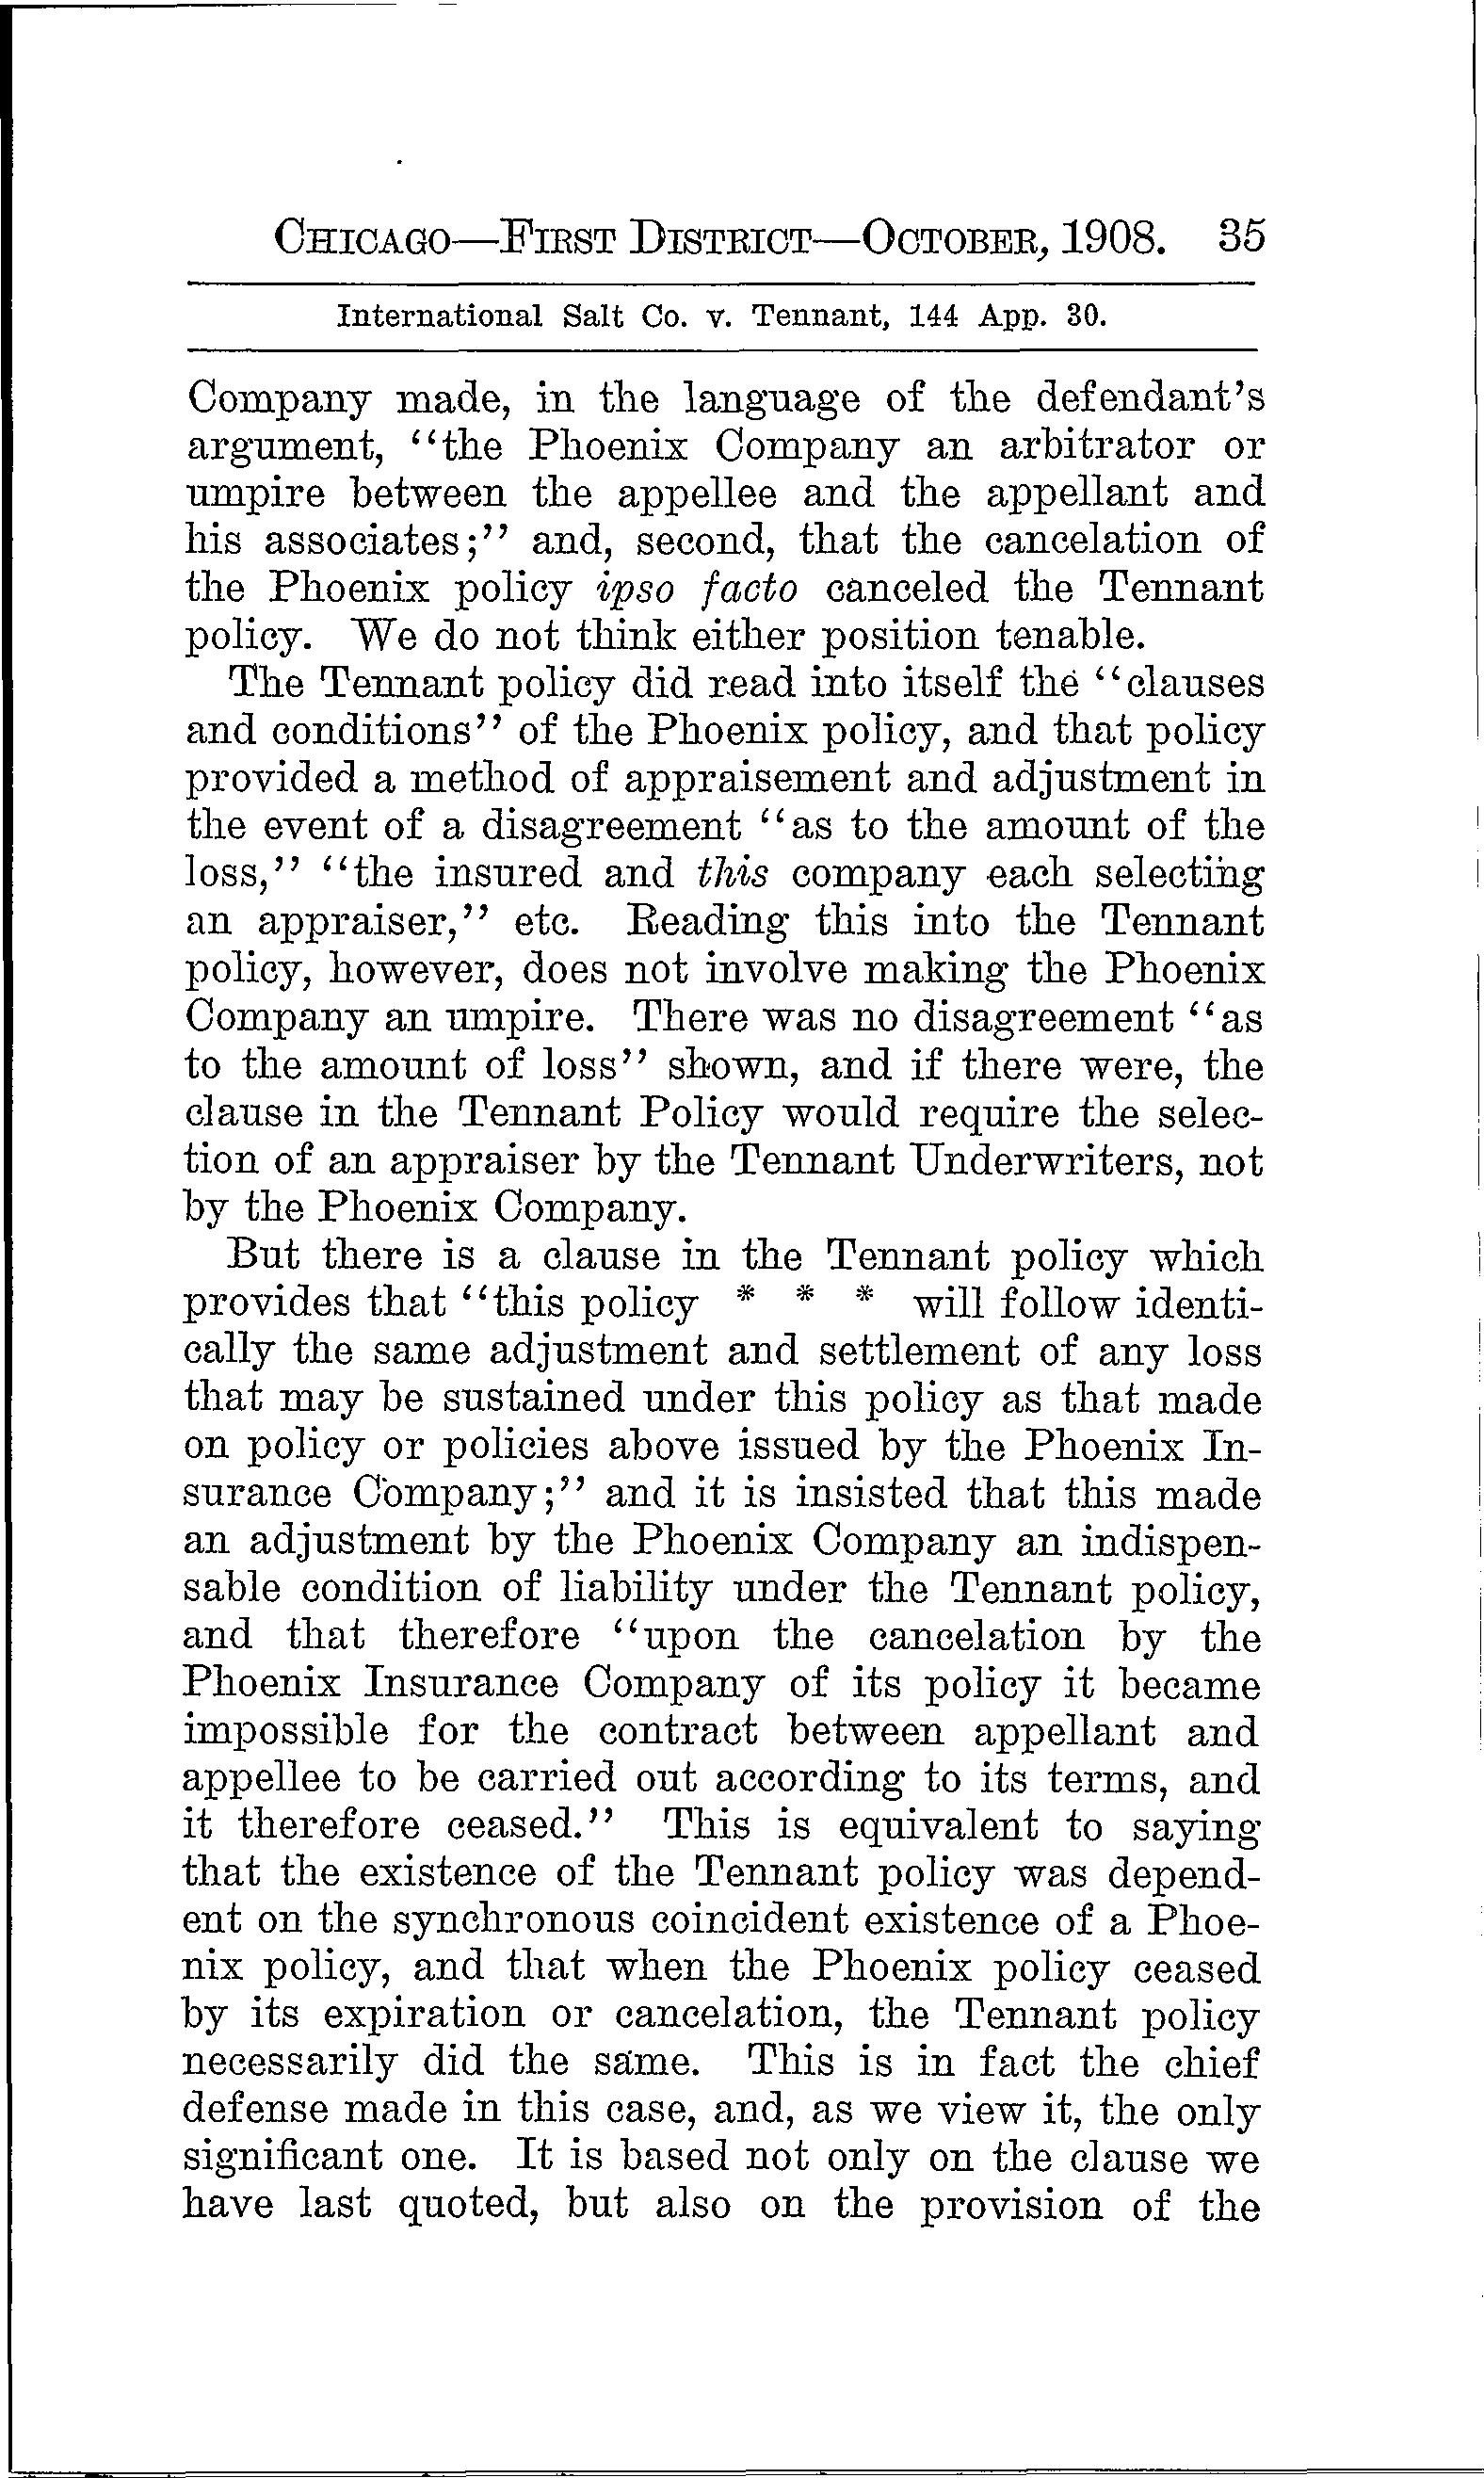 CHICAGO—FIRST DISTRICT—OCTOBER, 1908. 35
International Salt Co. v. Tennant, 144 App. 30.
Company made, in the language of the defendant's
argument, "the Phoenix Company an arbitrator or
umpire between the appellee and the appellant and
his associates;" and, second, that the cancelation of
the Phoenix policy ipso facto canceled the Tennant
policy. We do not think either position tenable.
The Tennant policy did read into itself the "clauses
and conditions" of the Phoenix policy, and that policy
provided a method of appraisement and adjustment in
the event of a disagreement "as to the amount of the
loss," "the insured and this company each selecting
an appraiser," etc. Reading this into the Tennant
policy, however, does not involve making the Phoenix
Company an umpire. There was no disagreement "as
to the amount of loss" shown, and if there were, the
clause in the Tennant Policy would require the selec-
tion of an appraiser by the Tennant Underwriters, not
by the Phoenix Company.
But there is a clause in the Tennant policy which
provides that "this policy * * * will follow identi-
cally the same adjustment and settlement of any loss
that may be sustained under this policy as that made
on policy or policies above issued by the Phoenix In-
surance Company;" and it is insisted that this made
an adjustment by the Phoenix Company an indispen-
sable condition of liability under the Tennant policy,
and that therefore "upon the cancelation by the
Phoenix Insurance Company of its policy it became
impossible for the contract between appellant and
appellee to be carried out according to its terms, and
it therefore ceased." This is equivalent to saying
that the existence of the Tennant policy was depend-
ent on the synchronous coincident existence of a Phoe-
nix policy, and that when the Phoenix policy ceased
by its expiration or cancelation, the Tennant policy
necessarily did the same. This is in fact the chief
defense made in this case, and, as we view it, the only
significant one. It is based not only on the clause we
have last quoted, but also on the provision of the